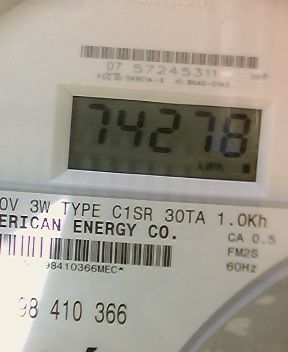 07 57245311
74278
kWh
0V 3W TYPE C1SR 30TA 1.0Kh
ERICAN ENERGY CO.
CA 0.5
FM2S
98410366MEC*
60Hz
98 410 366